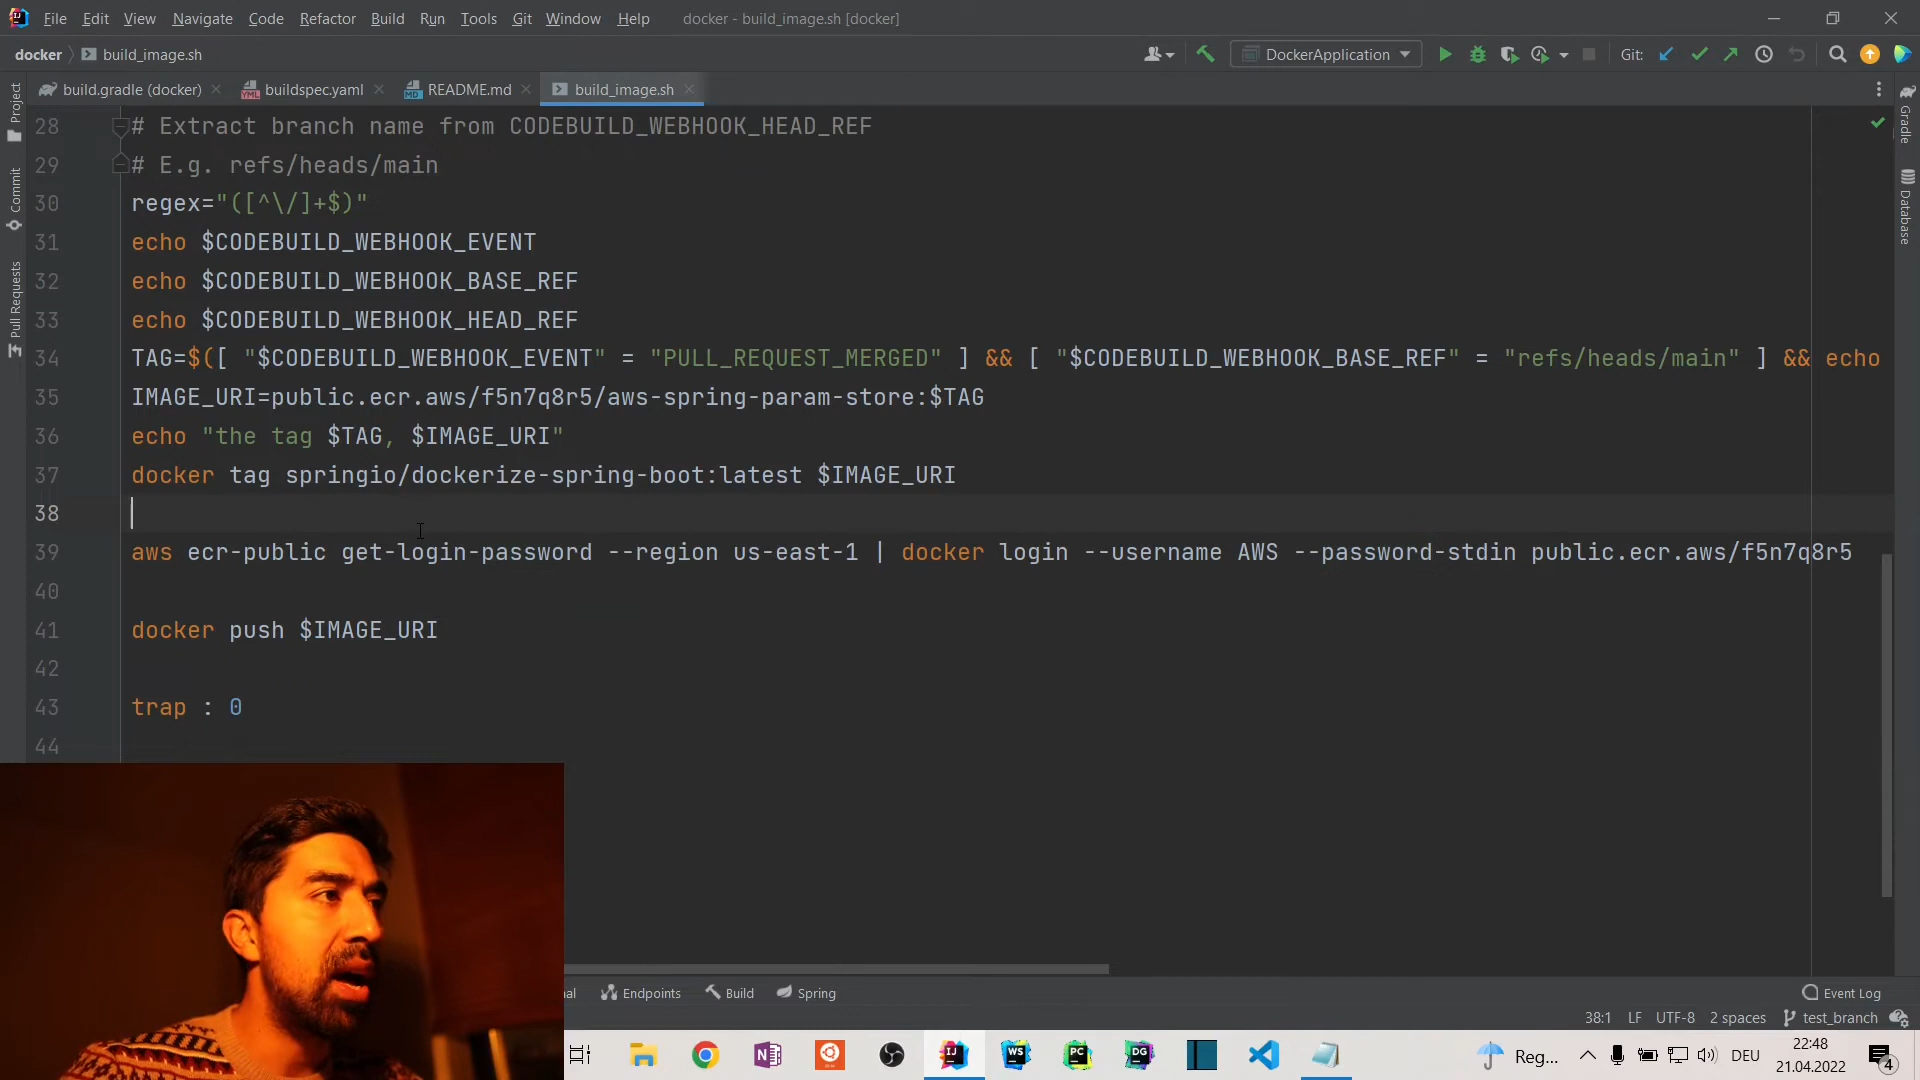 File Edit View Navigate Code Refactor Build Run Tools Git Window Help docker - build_image.sh [docker]
docker build_image.sh DockerApplication Git:
build.gradle (docker) buildspec.yaml README.md build_image.sh
Project
Commit
Pull Requests
Gradle
Database
28 # Extract branch name from CODEBUILD_WEBHOOK_HEAD_REF
29 # E.g. refs/heads/main
30 regex="([^\/]+$)"
31 echo $CODEBUILD_WEBHOOK_EVENT
32 echo $CODEBUILD_WEBHOOK_BASE_REF
33 echo $CODEBUILD_WEBHOOK_HEAD_REF
34 TAG=$([ "$CODEBUILD_WEBHOOK_EVENT" = "PULL_REQUEST_MERGED" ] && [ "$CODEBUILD_WEBHOOK_BASE_REF" = "refs/heads/main" ] && echo
35 IMAGE_URI=public.ecr.aws/f5n7q8r5/aws-spring-param-store:$TAG
36 echo "the tag $TAG, $IMAGE_URI"
37 docker tag springio/dockerize-spring-boot:latest $IMAGE_URI
38
39 aws ecr-public get-login-password --region us-east-1 | docker login --username AWS --password-stdin public.ecr.aws/f5n7q8r5
40
41 docker push $IMAGE_URI
42
43 trap : 0
44
nal Endpoints Build Spring Event Log
38:1 LF UTF-8 2 spaces test_branch
Reg... DEU 22:48
21.04.2022 4